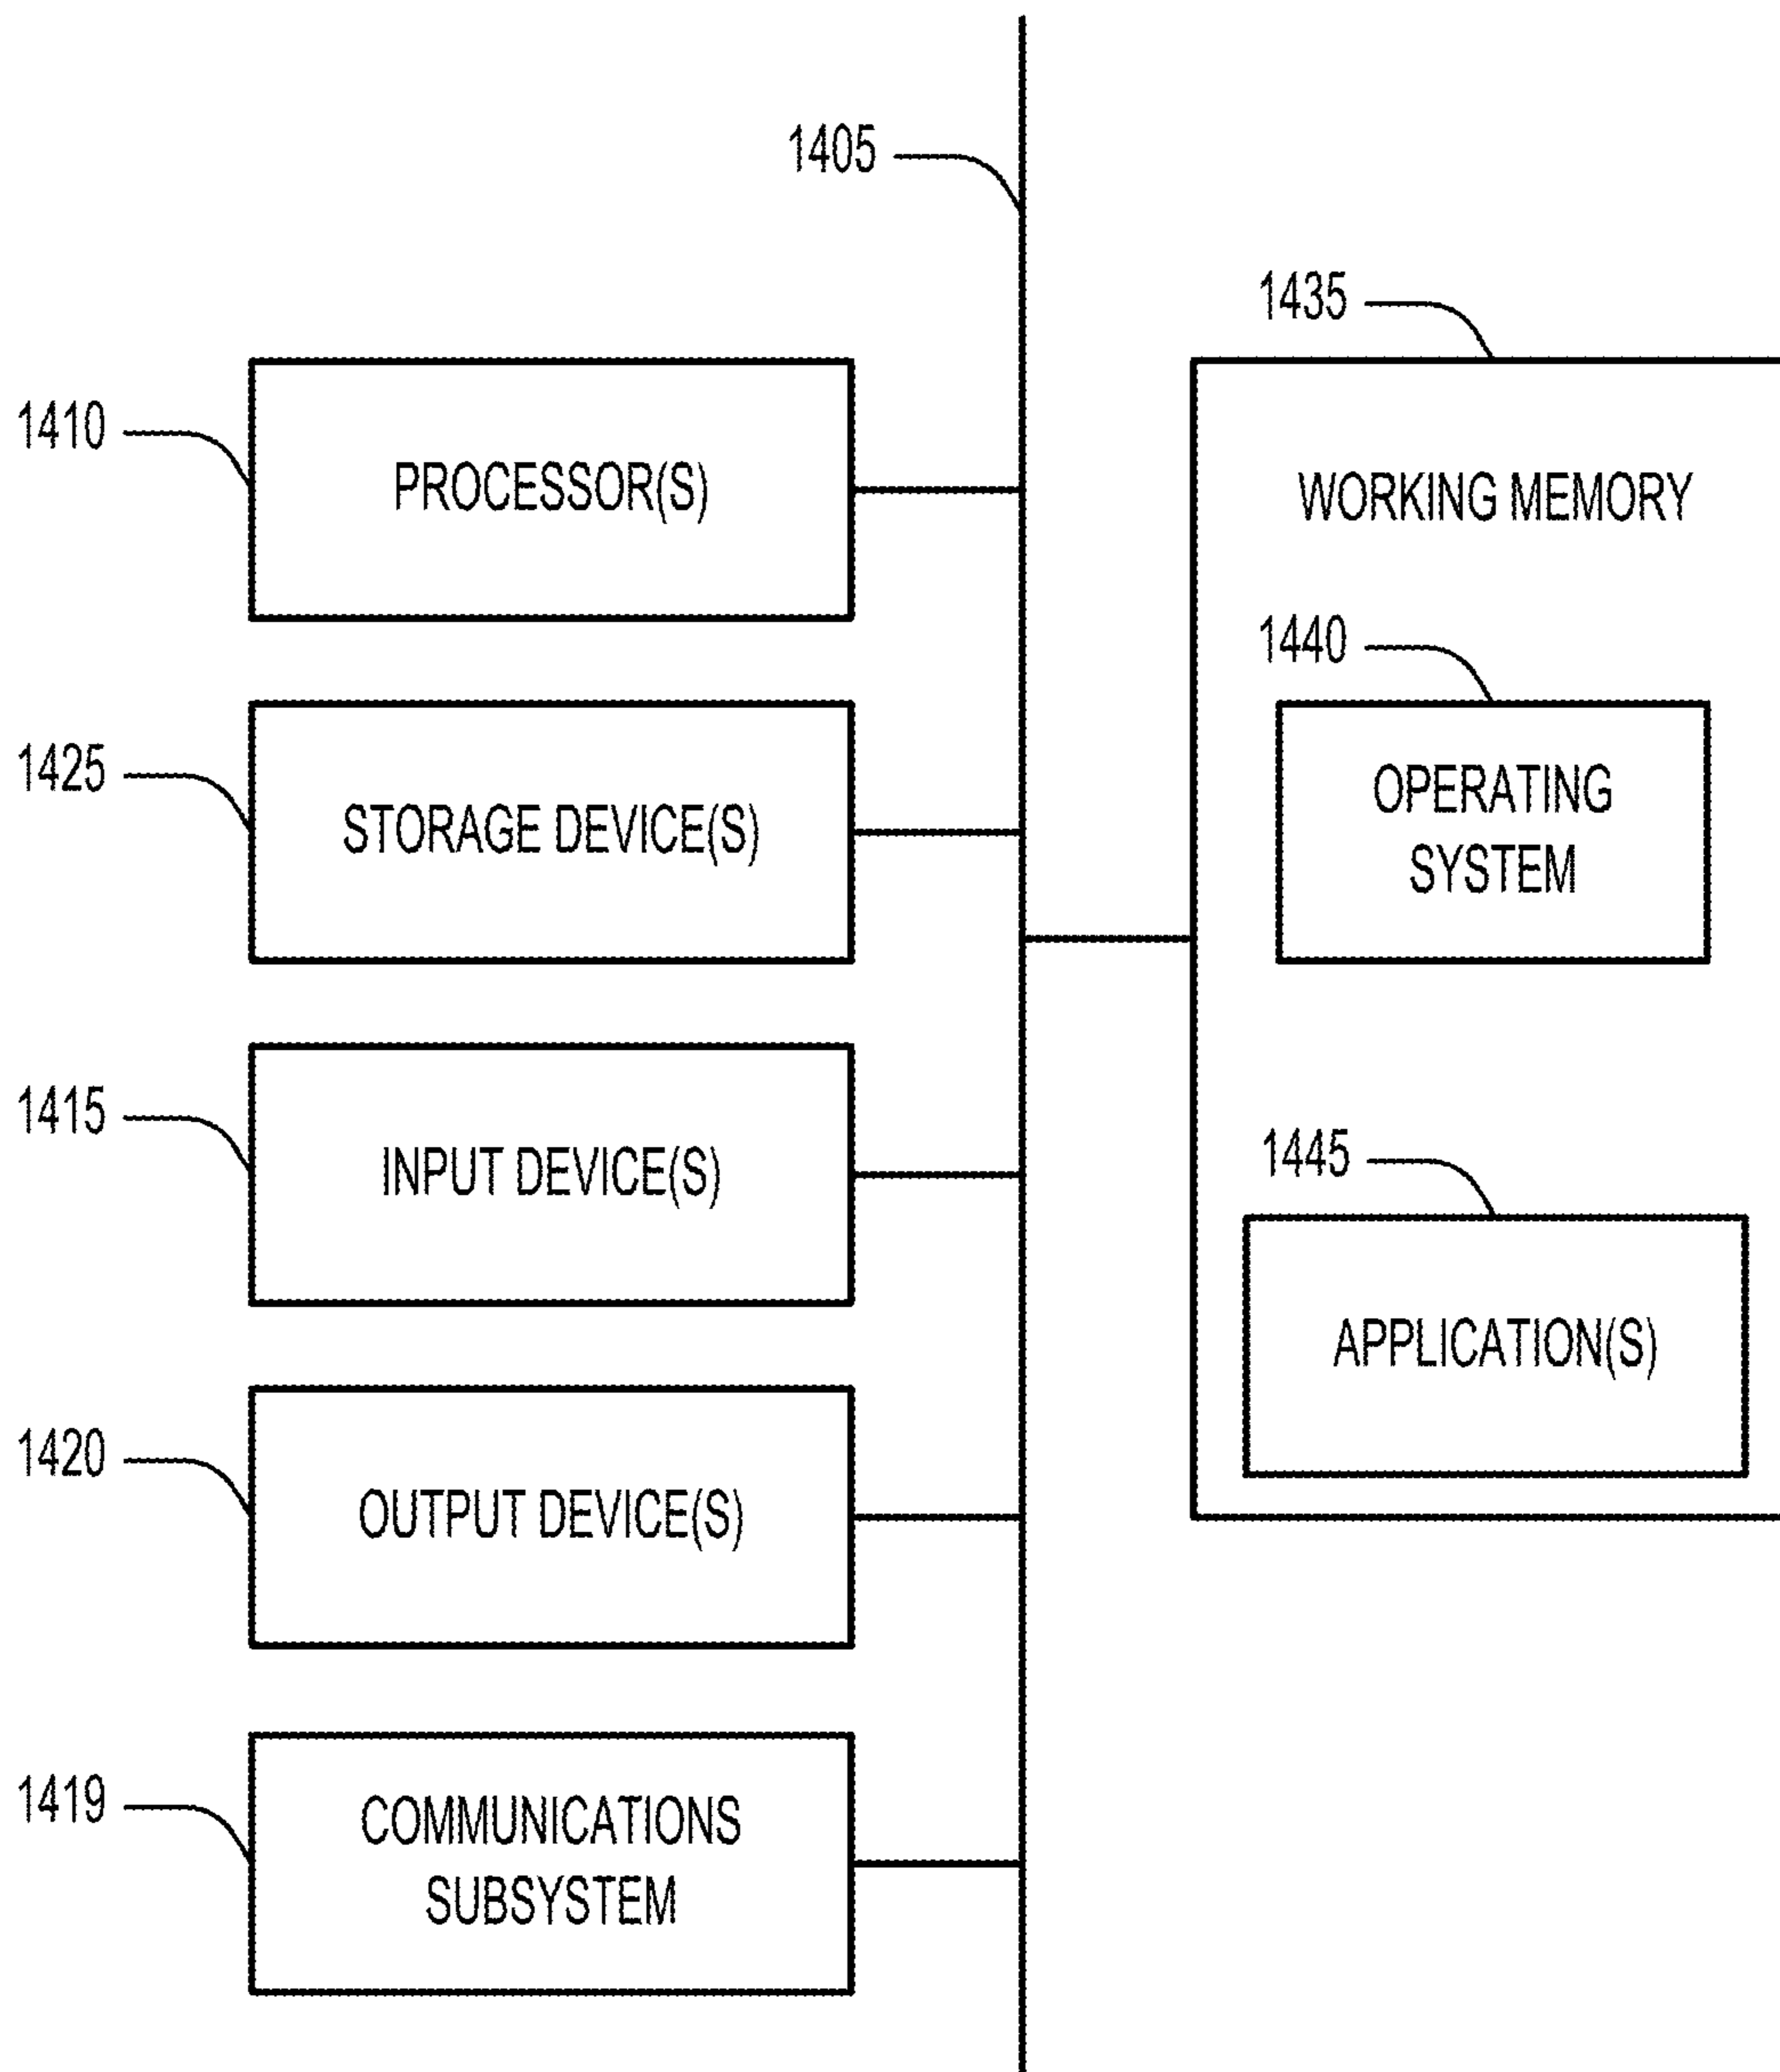 1405
1435
1410
PROCESSOR(S)
WORKING MEMORY
1440
1425
STORAGE DEVICE(S)
OPERATING
SYSTEM
1415
INPUT DEVICE(S)
1445
APPLICATION(S)
1420
OUTPUT DEVICE(S)
1419
COMMUNICATIONS
SUBSYSTEM